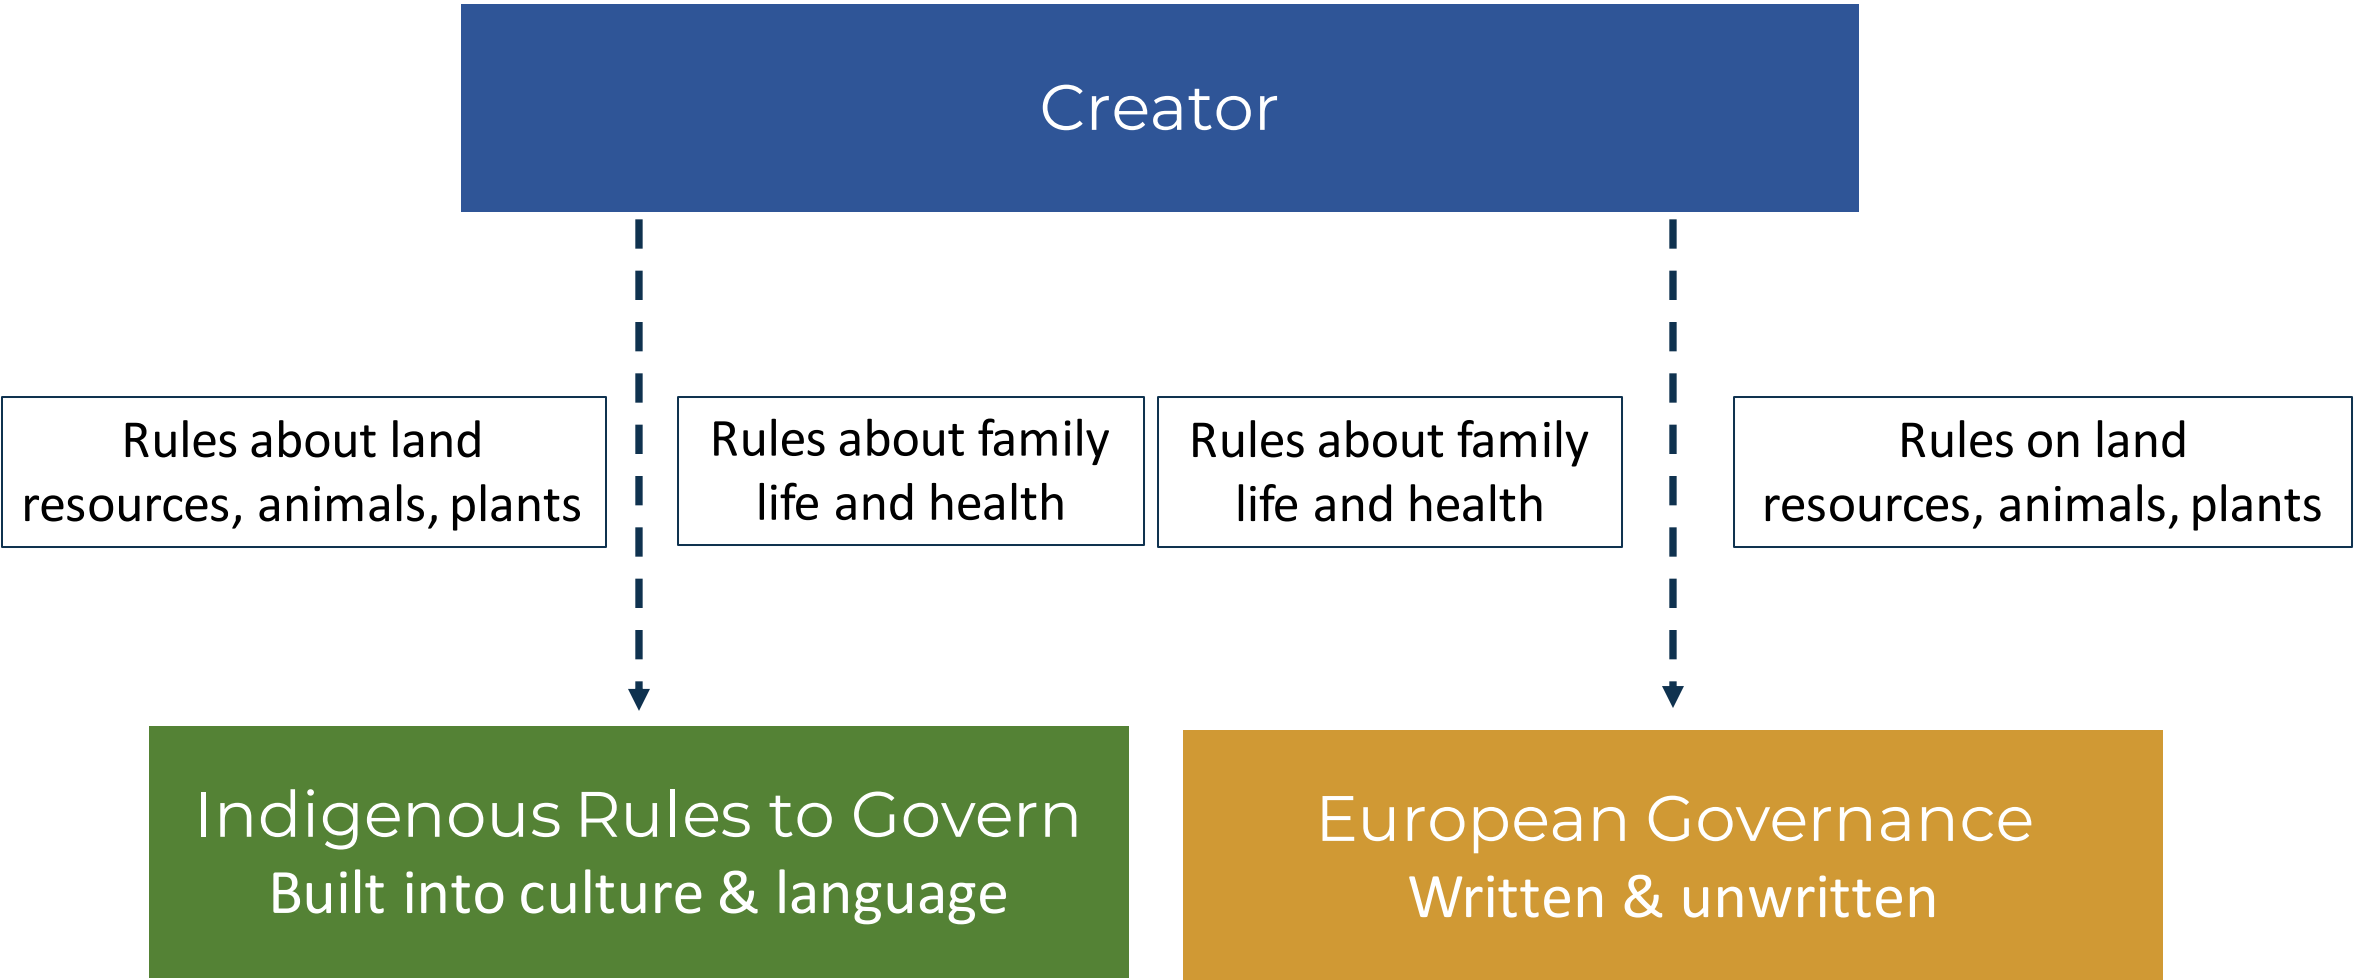 Creator
Rules about land
resources, animals, plants
Rules about family
life and health
Rules about family
life and health
Rules on land
resources, animals, plants
Indigenous Rules to Govern
Built into culture & language
European Governance
Written & unwritten